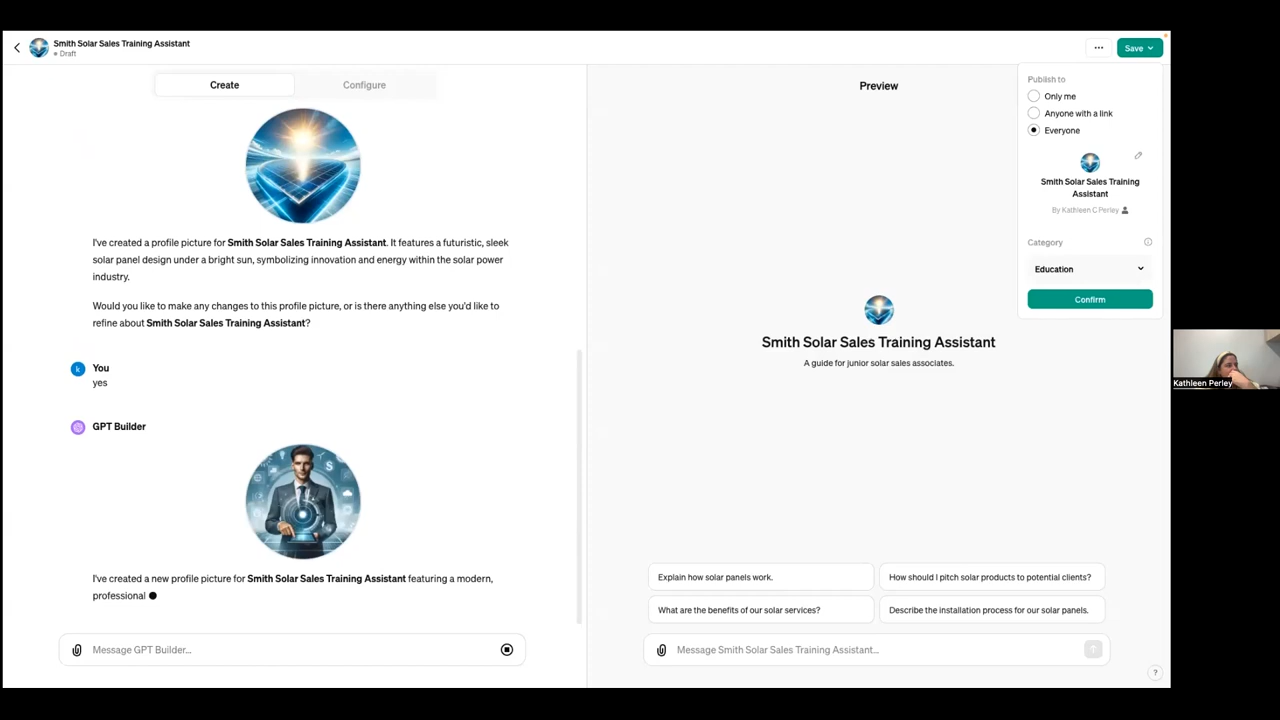 Smith Solar Sales Training Assistant
Draft
Save
Create
Configure
I've created a profile picture for Smith Solar Sales Training Assistant. It features a futuristic, sleek
solar panel design under a bright sun, symbolizing innovation and energy within the solar power
industry.
Would you like to make any changes to this profile picture, or is there anything else you'd like to
refine about Smith Solar Sales Training Assistant?
k
You
yes
GPT Builder
I've created a new profile picture for Smith Solar Sales Training Assistant featuring a modern,
professional
Message GPT Builder...
Preview
Smith Solar Sales Training Assistant
A guide for junior solar sales associates.
Explain how solar panels work.
How should I pitch solar products to potential clients?
What are the benefits of our solar services?
Describe the installation process for our solar panels.
Message Smith Solar Sales Training Assistant...
?
Publish to
Only me
Anyone with a link
Everyone
Smith Solar Sales Training
Assistant
By Kathleen C Perley
Category
Education
Confirm
Kathleen Perley